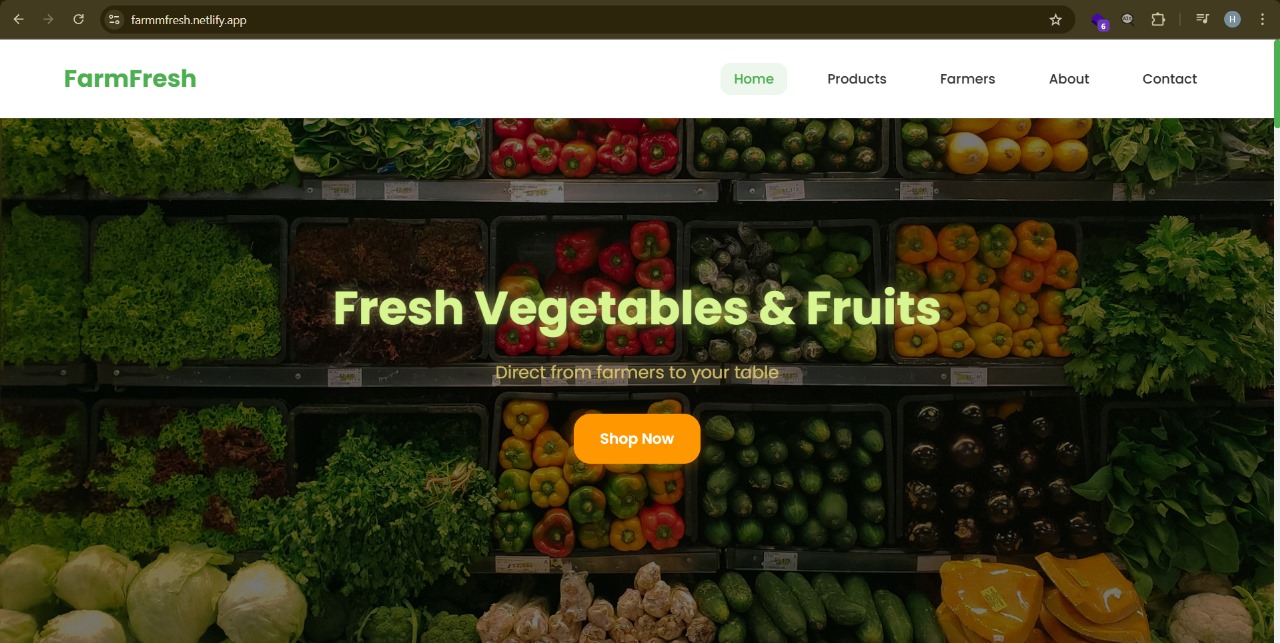 farmmfresh.netlify.app
6
H
FarmFresh
Home
Products
Farmers
About
Contact
Fresh Vegetables & Fruits
Direct from farmers to your table
Shop Now